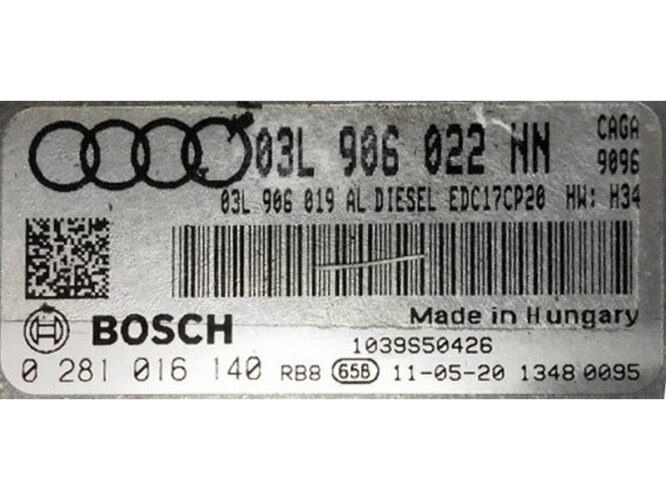 03L 906 022 NN CAGA
9096
03L 906 019 AL DIESEL EDC17CP20 HW: H34
Made in Hungary
BOSCH
1039S50426
0 281 016 140 RB8 65B 11-05-20 1348 0095